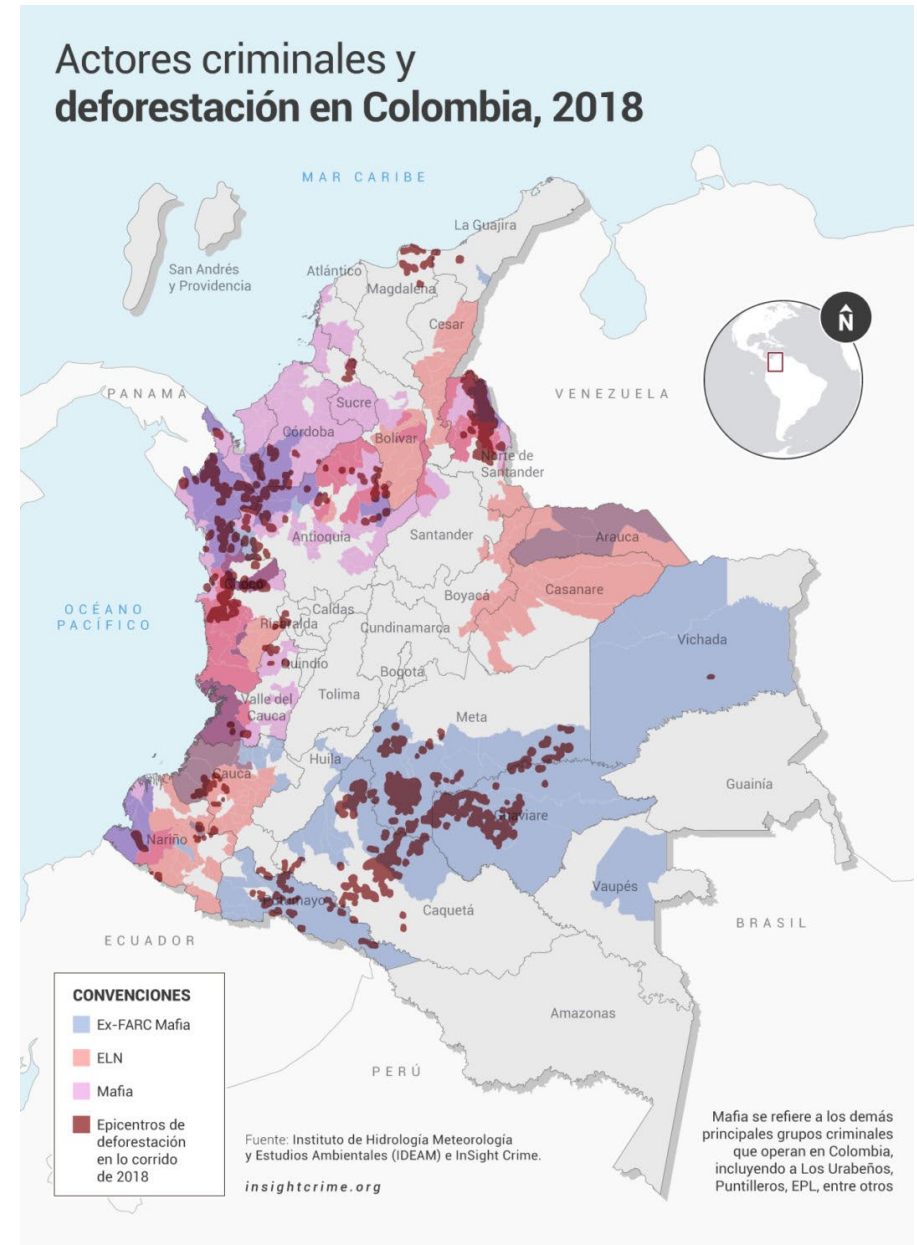 Actores criminales y
deforestación en Colombia, 2018
MAR CARIBE
La Guajira
San Andrés
y Providencia
Atlántico
Magdalena
Cesar
N
PANAMÁ
VENEZUELA
Sucre
Córdoba
Bolívar
Norte de
Santander
Antioquia
Santander
Arauca
Chocó
Boyacá
Casanare
OCÉANO
PACÍFICO
Caldas
Risaralda
Cundinamarca
Vichada
Quindío
Bogotá
Tolima
Valle del
Cauca
Meta
Huila
Cauca
Guainía
Guaviare
Nariño
Vaupés
Putumayo
Caquetá
BRASIL
ECUADOR
Amazonas
PERÚ
CONVENCIONES
Ex-FARC Mafia
ELN
Mafia
Epicentros de
deforestación
en lo corrido
de 2018
Fuente: Instituto de Hidrología Meteorología
y Estudios Ambientales (IDEAM) e InSight Crime.
insightcrime.org
Mafia se refiere a los demás
principales grupos criminales
que operan en Colombia,
incluyendo a Los Urabeños,
Puntilleros, EPL, entre otros